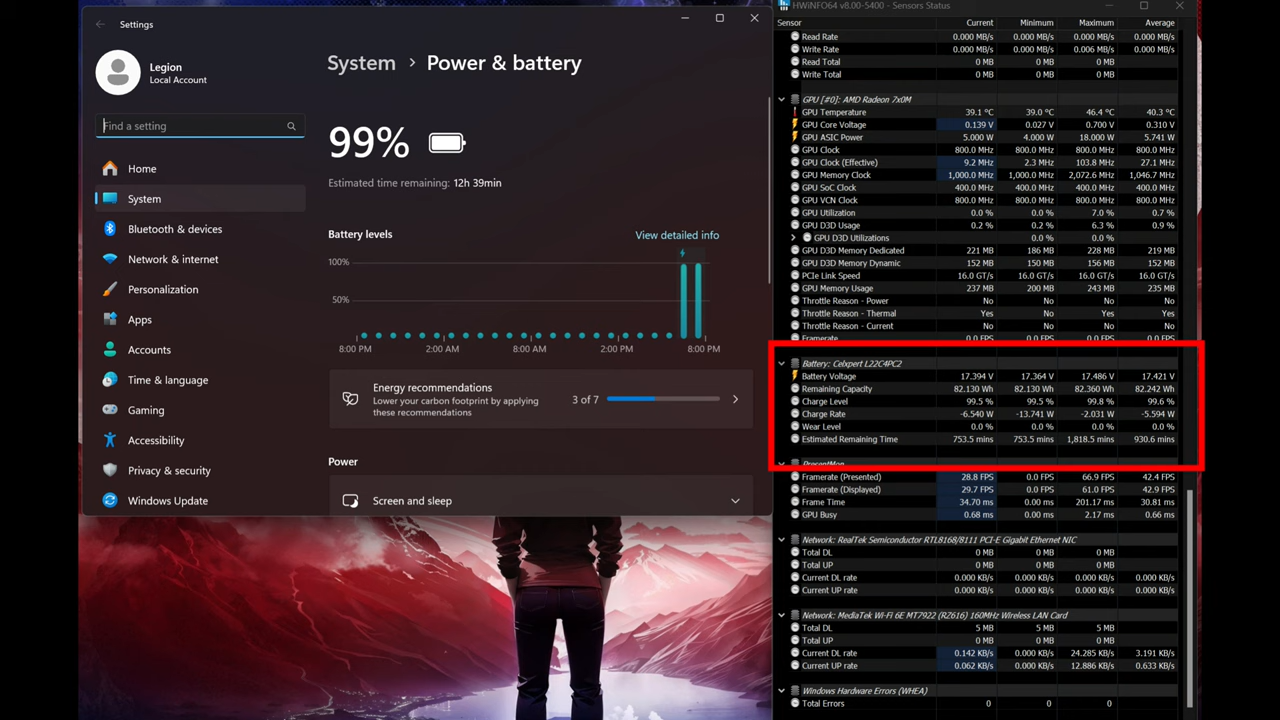 Settings
Legion
Local Account
Find a setting
Home
System
Bluetooth & devices
Network & internet
Personalization
Apps
Accounts
Time & language
Gaming
Accessibility
Privacy & security
Windows Update
System > Power & battery
99%
Estimated time remaining: 12h 39min
Battery levels
View detailed info
100%
50%
8:00 PM 2:00 AM 8:00 AM 2:00 PM 8:00 PM
Energy recommendations
Lower your carbon footprint by applying
these recommendations
3 of 7
Power
Screen and sleep
HWiNFO64 v8.00-5400 - Sensors Status
Sensor Current Minimum Maximum Average
Read Rate 0.000 MB/s 0.000 MB/s 0.000 MB/s 0.000 MB/s
Write Rate 0.000 MB/s 0.000 MB/s 0.006 MB/s 0.000 MB/s
Read Total 0 MB 0 MB 0 MB
Write Total 0 MB 0 MB 0 MB
GPU [#0]: AMD Radeon 7x0M
GPU Temperature 39.1 °C 39.0 °C 46.4 °C 40.3 °C
GPU Core Voltage 0.139 V 0.027 V 0.700 V 0.310 V
GPU ASIC Power 5.000 W 4.000 W 18.000 W 5.741 W
GPU Clock 800.0 MHz 800.0 MHz 800.0 MHz 800.0 MHz
GPU Clock (Effective) 9.2 MHz 2.3 MHz 103.8 MHz 27.1 MHz
GPU Memory Clock 1,000.0 MHz 1,000.0 MHz 2,072.6 MHz 1,046.7 MHz
GPU SoC Clock 400.0 MHz 400.0 MHz 400.0 MHz 400.0 MHz
GPU VCN Clock 800.0 MHz 800.0 MHz 800.0 MHz 800.0 MHz
GPU Utilization 0.0 % 0.0 % 7.0 % 0.7 %
GPU D3D Usage 0.2 % 0.0 % 6.3 % 0.9 %
GPU D3D Utilizations 0.0 % 0.0 %
GPU D3D Memory Dedicated 221 MB 186 MB 228 MB 219 MB
GPU D3D Memory Dynamic 152 MB 150 MB 156 MB 152 MB
PCIe Link Speed 16.0 GT/s 16.0 GT/s 16.0 GT/s 16.0 GT/s
GPU Memory Usage 237 MB 200 MB 243 MB 235 MB
Throttle Reason - Power No No No
Throttle Reason - Thermal Yes No Yes Yes
Throttle Reason - Current No No No
Framerate 0.0 FPS 0.0 FPS 0.0 FPS 0.0 FPS
Battery: Celxpert L22C4PC2
Battery Voltage 17.394 V 17.364 V 17.486 V 17.421 V
Remaining Capacity 82.130 Wh 82.130 Wh 82.360 Wh 82.242 Wh
Charge Level 99.5 % 99.5 % 99.8 % 99.6 %
Charge Rate -6.540 W -13.741 W -2.031 W -5.594 W
Wear Level 0.0 % 0.0 % 0.0 % 0.0 %
Estimated Remaining Time 753.5 mins 753.5 mins 1,818.5 mins 930.6 mins
PresentMon
Framerate (Presented) 28.8 FPS 0.0 FPS 66.9 FPS 42.4 FPS
Framerate (Displayed) 29.7 FPS 0.0 FPS 61.0 FPS 42.9 FPS
Frame Time 34.70 ms 0.00 ms 201.17 ms 30.81 ms
GPU Busy 0.68 ms 0.00 ms 2.17 ms 0.66 ms
Network: RealTek Semiconductor RTL8168/8111 PCI-E Gigabit Ethernet NIC
Total DL 0 MB 0 MB 0 MB
Total UP 0 MB 0 MB 0 MB
Current DL rate 0.000 KB/s 0.000 KB/s 0.000 KB/s 0.000 KB/s
Current UP rate 0.000 KB/s 0.000 KB/s 0.000 KB/s 0.000 KB/s
Network: MediaTek Wi-Fi 6E MT7922 (RZ616) 160MHz Wireless LAN Card
Total DL 5 MB 5 MB 5 MB
Total UP 0 MB 0 MB 0 MB
Current DL rate 0.142 KB/s 0.000 KB/s 24.285 KB/s 3.191 KB/s
Current UP rate 0.062 KB/s 0.000 KB/s 12.886 KB/s 0.633 KB/s
Windows Hardware Errors (WHEA)
Total Errors 0 0 0